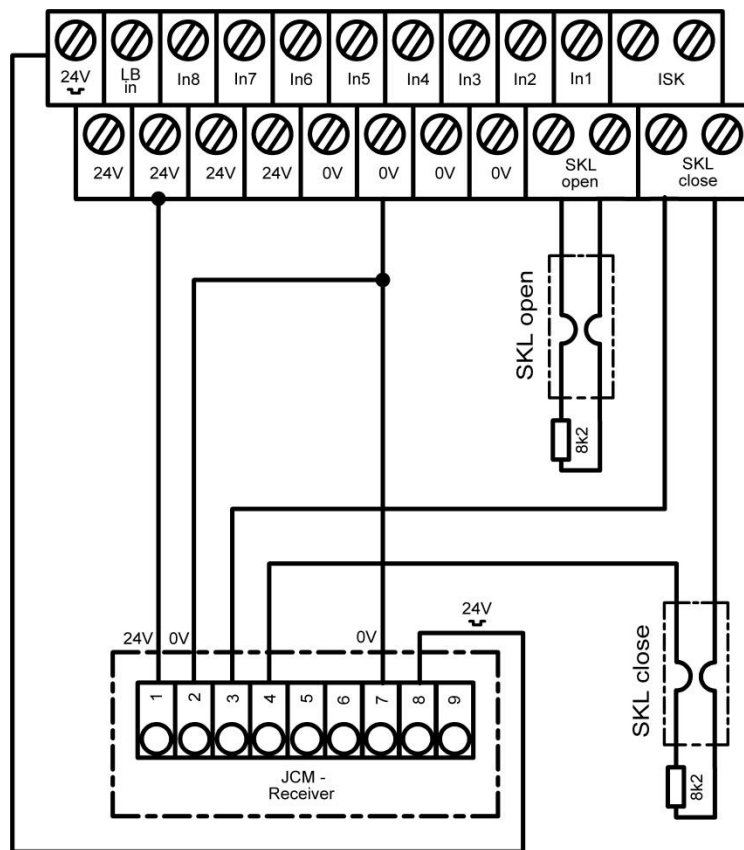 24V
LB
in
In8
In7
In6
In5
In4
In3
In2
In1
ISK
24V
24V
24V
24V
0V
0V
0V
0V
SKL
open
SKL
close
SKL open
8k2
24V
24V
0V
0V
SKL close
8k2
1
2
3
4
5
6
7
8
9
JCM -
Receiver